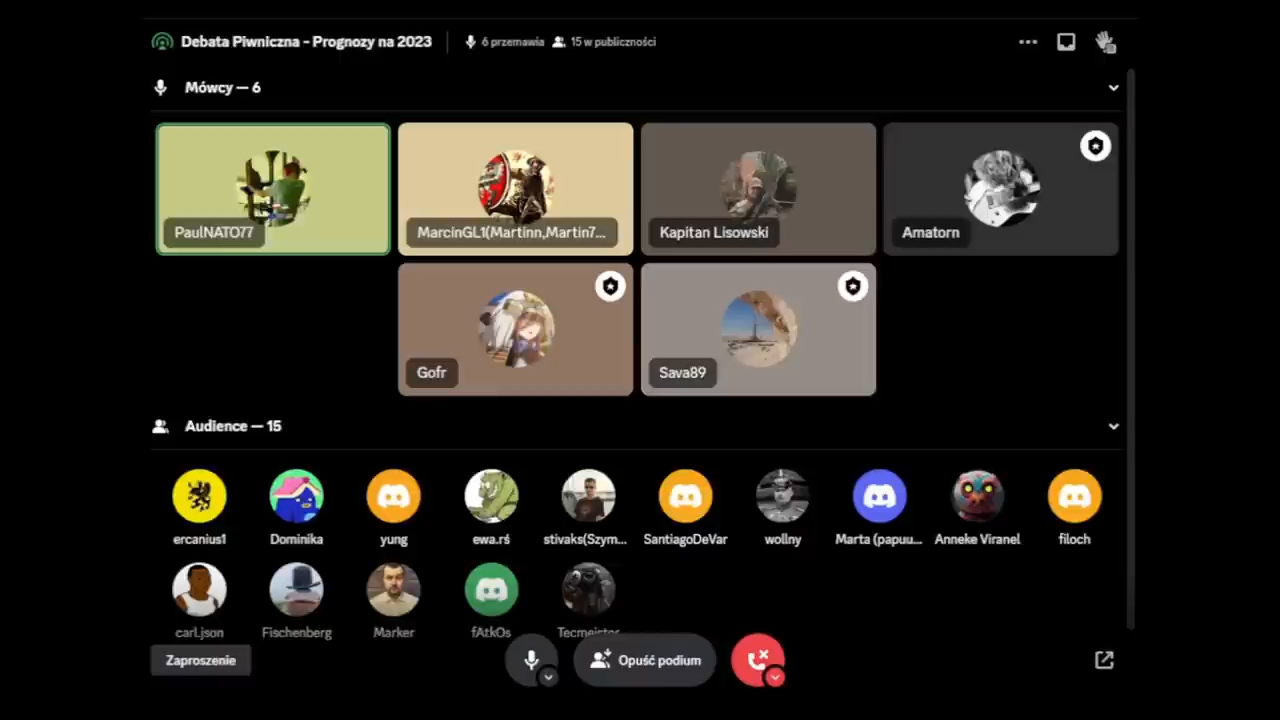 Debata Piwniczna - Prognozy na 2023 6 przemawia 15 w publiczności
Mówcy — 6
PaulNATO77 MarcinGL1(Martinn,Martin7... Kapitan Lisowski Amatorn
Gofr Sava89
Audience — 15
ercanius1 Dominika yung ewa.rś stivaks(Szym... SantiagoDeVar wollny Marta (papuu... Anneke Viranel filoch
carl.json Fischenberg Marker fAtkOs Tecmeister
Zaproszenie Opuść podium